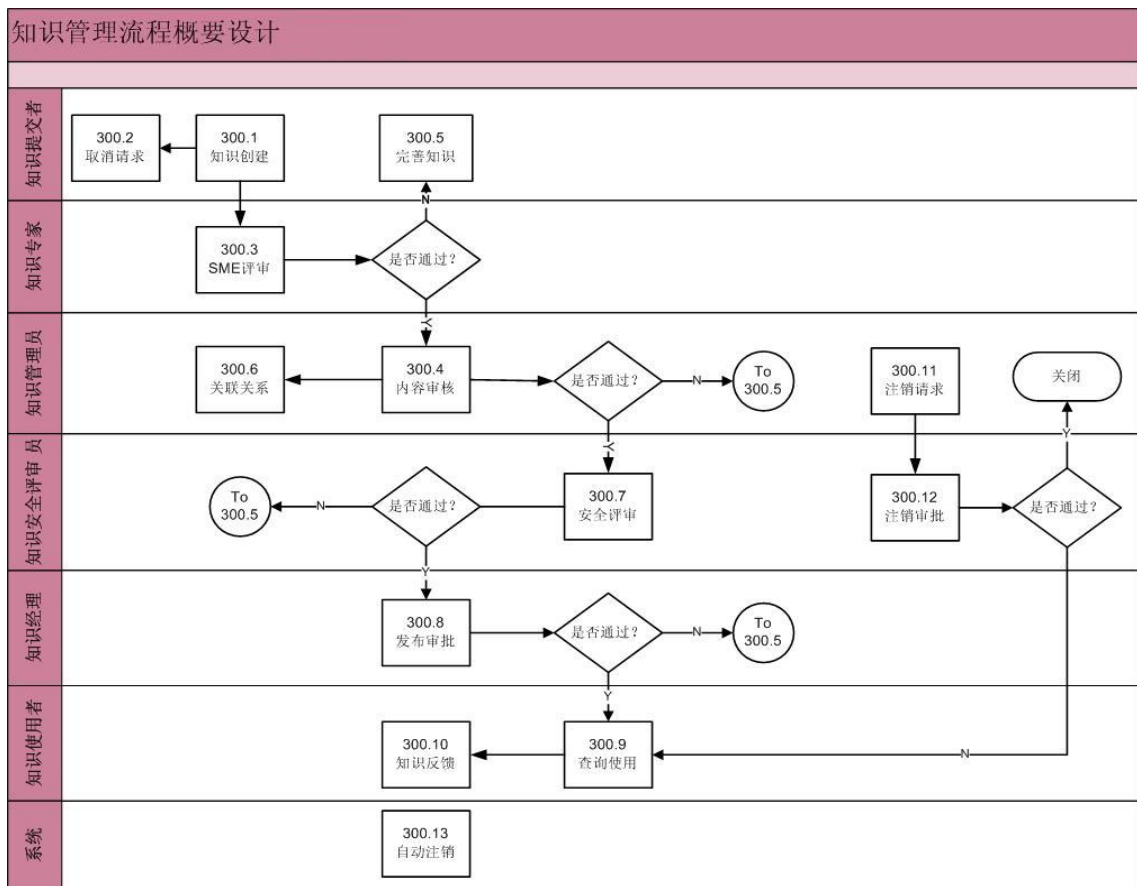 知识管理流程概要设计
知识提交者
300.2
取消请求
300.1
知识创建
300.5
完善知识
N
知识专家
300.3
SME评审
是否通过?
Y
知识管理员
300.6
关联关系
300.4
内容审核
是否通过?
N
To
300.5
300.11
注销请求
关闭
Y
Y
知识安全评审 员
To
300.5
N
是否通过?
300.7
安全评审
300.12
注销审批
是否通过?
Y
知识经理
300.8
发布审批
是否通过?
N
To
300.5
Y
知识使用者
300.10
知识反馈
300.9
查询使用
N
系统
300.13
自动注销